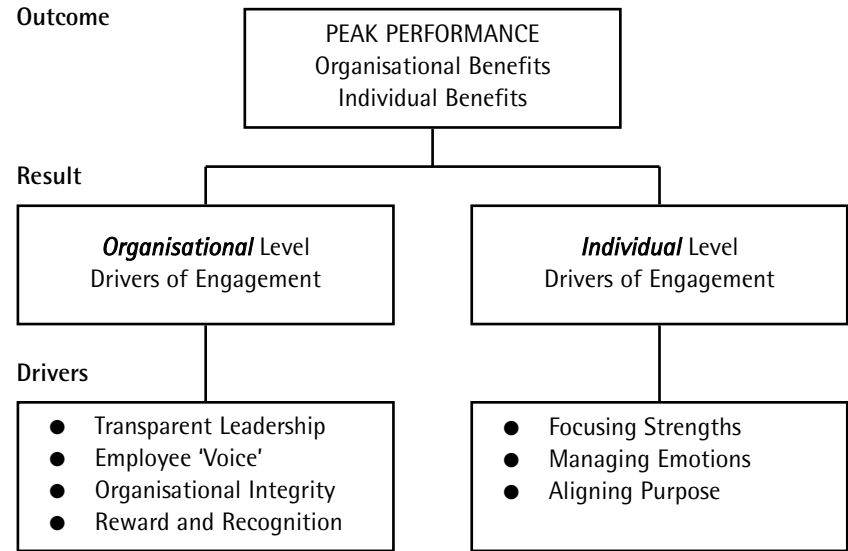 Outcome
PEAK PERFORMANCE
Organisational Benefits
Individual Benefits
Result
Organisational Level
Drivers of Engagement
Individual Level
Drivers of Engagement
Drivers
● Transparent Leadership
● Employee ‘Voice’
● Organisational Integrity
● Reward and Recognition
● Focusing Strengths
● Managing Emotions
● Aligning Purpose